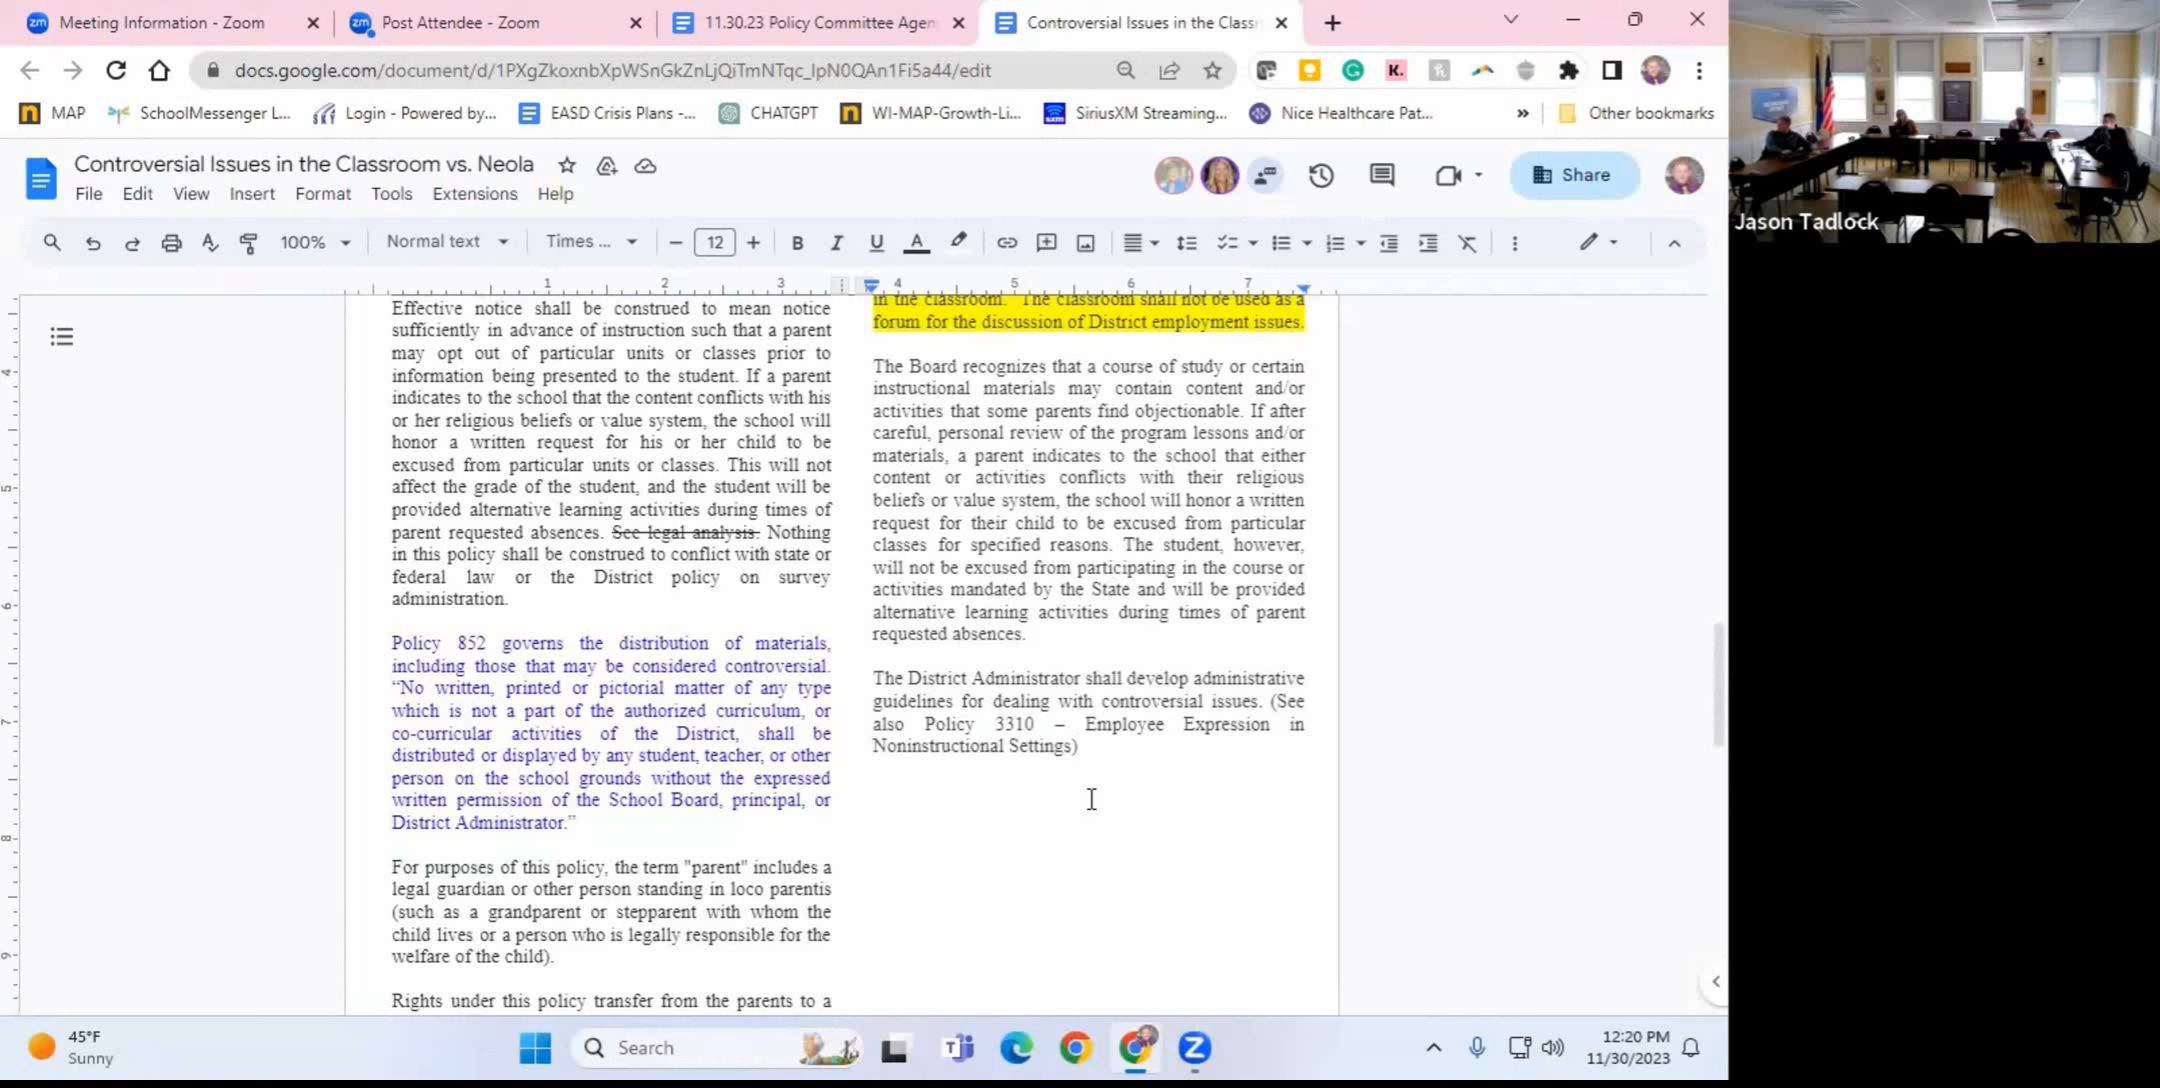 Meeting Information - Zoom
Post Attendee - Zoom
11.30.23 Policy Committee Agen
Controversial Issues in the Classr
docs.google.com/document/d/1PXgZkoxnbXpWSnGkZnLjQiTmNTqc_lpN0QAn1Fi5a44/edit
MAP
SchoolMessenger L...
Login - Powered by...
EASD Crisis Plans -...
CHATGPT
WI-MAP-Growth-Li...
SiriusXM Streaming...
Nice Healthcare Pat...
»
Other bookmarks
Controversial Issues in the Classroom vs. Neola
File Edit View Insert Format Tools Extensions Help
Share
100% Normal text Times ... 12
1 2 3 4 5 6 7
Effective notice shall be construed to mean notice
sufficiently in advance of instruction such that a parent
may opt out of particular units or classes prior to
information being presented to the student. If a parent
indicates to the school that the content conflicts with his
or her religious beliefs or value system, the school will
honor a written request for his or her child to be
excused from particular units or classes. This will not
affect the grade of the student, and the student will be
provided alternative learning activities during times of
parent requested absences. See legal analysis. Nothing
in this policy shall be construed to conflict with state or
federal law or the District policy on survey
administration.
Policy 852 governs the distribution of materials,
including those that may be considered controversial.
“No written, printed or pictorial matter of any type
which is not a part of the authorized curriculum, or
co-curricular activities of the District, shall be
distributed or displayed by any student, teacher, or other
person on the school grounds without the expressed
written permission of the School Board, principal, or
District Administrator.”
For purposes of this policy, the term "parent" includes a
legal guardian or other person standing in loco parentis
(such as a grandparent or stepparent with whom the
child lives or a person who is legally responsible for the
welfare of the child).
Rights under this policy transfer from the parents to a
in the classroom. The classroom shall not be used as a
forum for the discussion of District employment issues.
The Board recognizes that a course of study or certain
instructional materials may contain content and/or
activities that some parents find objectionable. If after
careful, personal review of the program lessons and/or
materials, a parent indicates to the school that either
content or activities conflicts with their religious
beliefs or value system, the school will honor a written
request for their child to be excused from particular
classes for specified reasons. The student, however,
will not be excused from participating in the course or
activities mandated by the State and will be provided
alternative learning activities during times of parent
requested absences.
The District Administrator shall develop administrative
guidelines for dealing with controversial issues. (See
also Policy 3310 – Employee Expression in
Noninstructional Settings)
4
5
6
7
8
9
Jason Tadlock
45°F
Sunny
Search
12:20 PM
11/30/2023